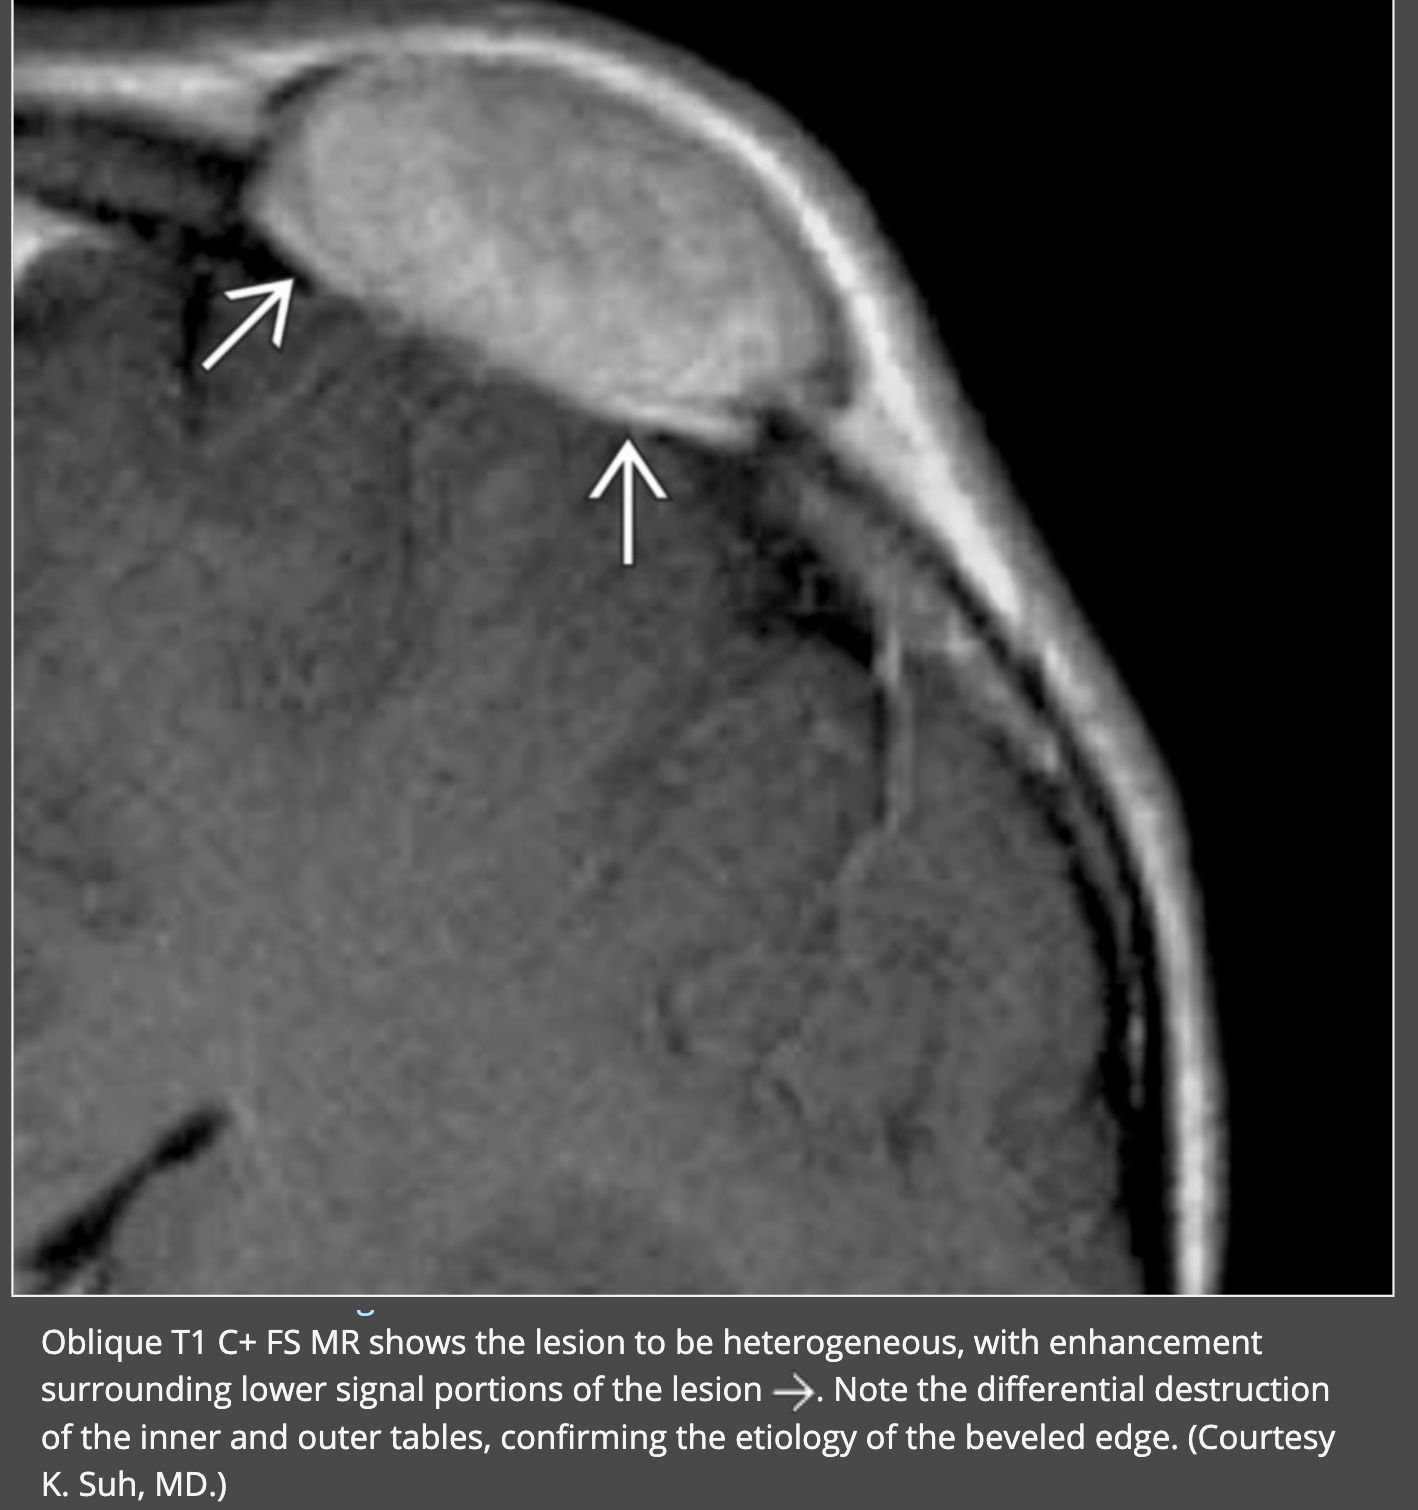 Oblique T1 C+ FS MR shows the lesion to be heterogeneous, with enhancement
surrounding lower signal portions of the lesion →. Note the differential destruction
of the inner and outer tables, confirming the etiology of the beveled edge. (Courtesy
K. Suh, MD.)